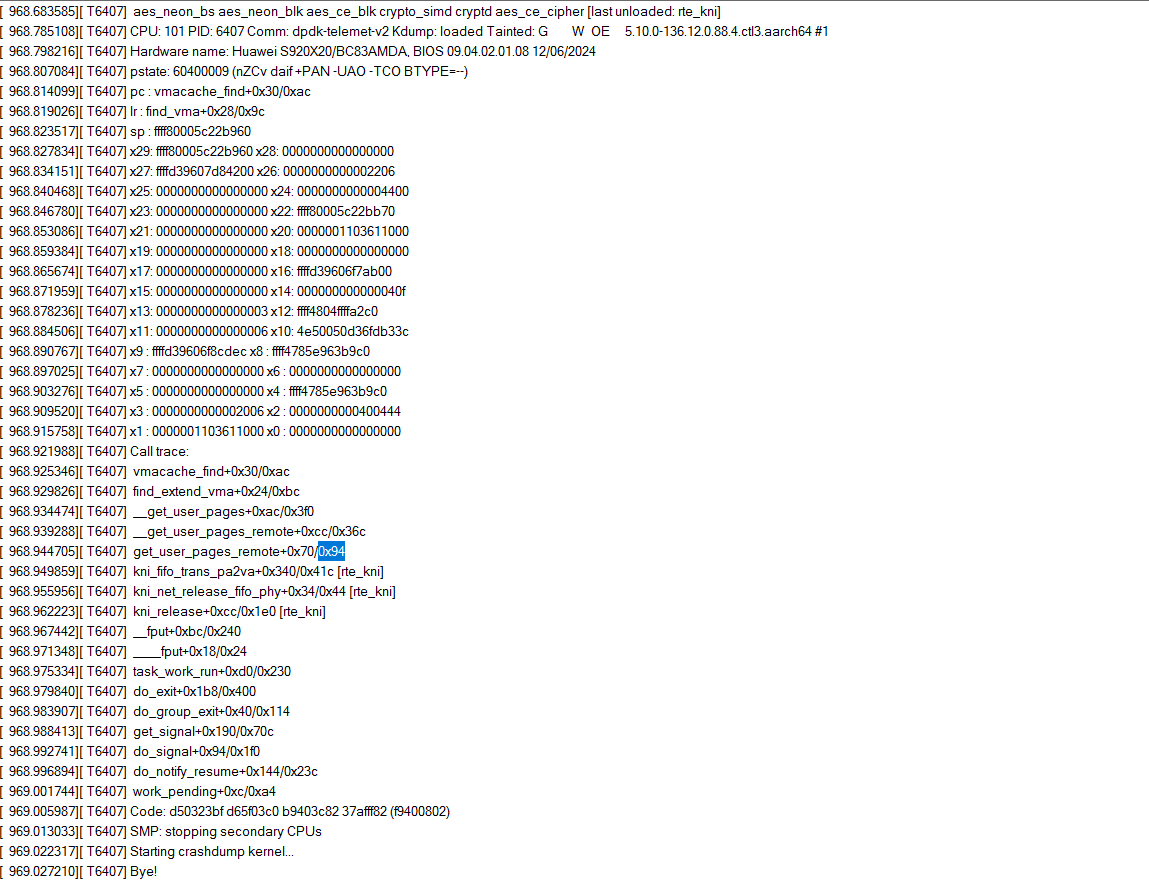 [ 968.683585][ T6407] aes_neon_bs aes_neon_blk aes_ce_blk crypto_simd cryptd aes_ce_cipher [last unloaded: rte_kni]
[ 968.785108][ T6407] CPU: 101 PID: 6407 Comm: dpdk-telemet-v2 Kdump: loaded Tainted: G W OE 5.10.0-136.12.0.88.4.ctl3.aarch64 #1
[ 968.798216][ T6407] Hardware name: Huawei S920X20/BC83AMDA, BIOS 09.04.02.01.08 12/06/2024
[ 968.807084][ T6407] pstate: 60400009 (nZCv daif +PAN -UAO -TCO BTYPE=--)
[ 968.814099][ T6407] pc : vmacache_find+0x30/0xac
[ 968.819026][ T6407] lr : find_vma+0x28/0x9c
[ 968.823517][ T6407] sp : ffff80005c22b960
[ 968.827834][ T6407] x29: ffff80005c22b960 x28: 0000000000000000
[ 968.834151][ T6407] x27: ffffd39607d84200 x26: 0000000000002206
[ 968.840468][ T6407] x25: 0000000000000000 x24: 0000000000004400
[ 968.846780][ T6407] x23: 0000000000000000 x22: ffff80005c22bb70
[ 968.853086][ T6407] x21: 0000000000000000 x20: 0000001103611000
[ 968.859384][ T6407] x19: 0000000000000000 x18: 0000000000000000
[ 968.865674][ T6407] x17: 0000000000000000 x16: ffffd39606f7ab00
[ 968.871959][ T6407] x15: 0000000000000000 x14: 000000000000040f
[ 968.878236][ T6407] x13: 0000000000000003 x12: ffff4804ffffa2c0
[ 968.884506][ T6407] x11: 0000000000000006 x10: 4e50050d36fdb33c
[ 968.890767][ T6407] x9 : ffffd39606f8cdec x8 : ffff4785e963b9c0
[ 968.897025][ T6407] x7 : 0000000000000000 x6 : 0000000000000000
[ 968.903276][ T6407] x5 : 0000000000000000 x4 : ffff4785e963b9c0
[ 968.909520][ T6407] x3 : 0000000000002006 x2 : 0000000000400444
[ 968.915758][ T6407] x1 : 0000001103611000 x0 : 0000000000000000
[ 968.921988][ T6407] Call trace:
[ 968.925346][ T6407] vmacache_find+0x30/0xac
[ 968.929826][ T6407] find_extend_vma+0x24/0xbc
[ 968.934474][ T6407] __get_user_pages+0xac/0x3f0
[ 968.939288][ T6407] __get_user_pages_remote+0xcc/0x36c
[ 968.944705][ T6407] get_user_pages_remote+0x70/0x94
[ 968.949859][ T6407] kni_fifo_trans_pa2va+0x340/0x41c [rte_kni]
[ 968.955956][ T6407] kni_net_release_fifo_phy+0x34/0x44 [rte_kni]
[ 968.962223][ T6407] kni_release+0xcc/0x1e0 [rte_kni]
[ 968.967442][ T6407] __fput+0xbc/0x240
[ 968.971348][ T6407] ____fput+0x18/0x24
[ 968.975334][ T6407] task_work_run+0xd0/0x230
[ 968.979840][ T6407] do_exit+0x1b8/0x400
[ 968.983907][ T6407] do_group_exit+0x40/0x114
[ 968.988413][ T6407] get_signal+0x190/0x70c
[ 968.992741][ T6407] do_signal+0x94/0x1f0
[ 968.996894][ T6407] do_notify_resume+0x144/0x23c
[ 969.001744][ T6407] work_pending+0xc/0xa4
[ 969.005987][ T6407] Code: d50323bf d65f03c0 b9403c82 37afff82 (f9400802)
[ 969.013033][ T6407] SMP: stopping secondary CPUs
[ 969.022317][ T6407] Starting crashdump kernel...
[ 969.027210][ T6407] Bye!